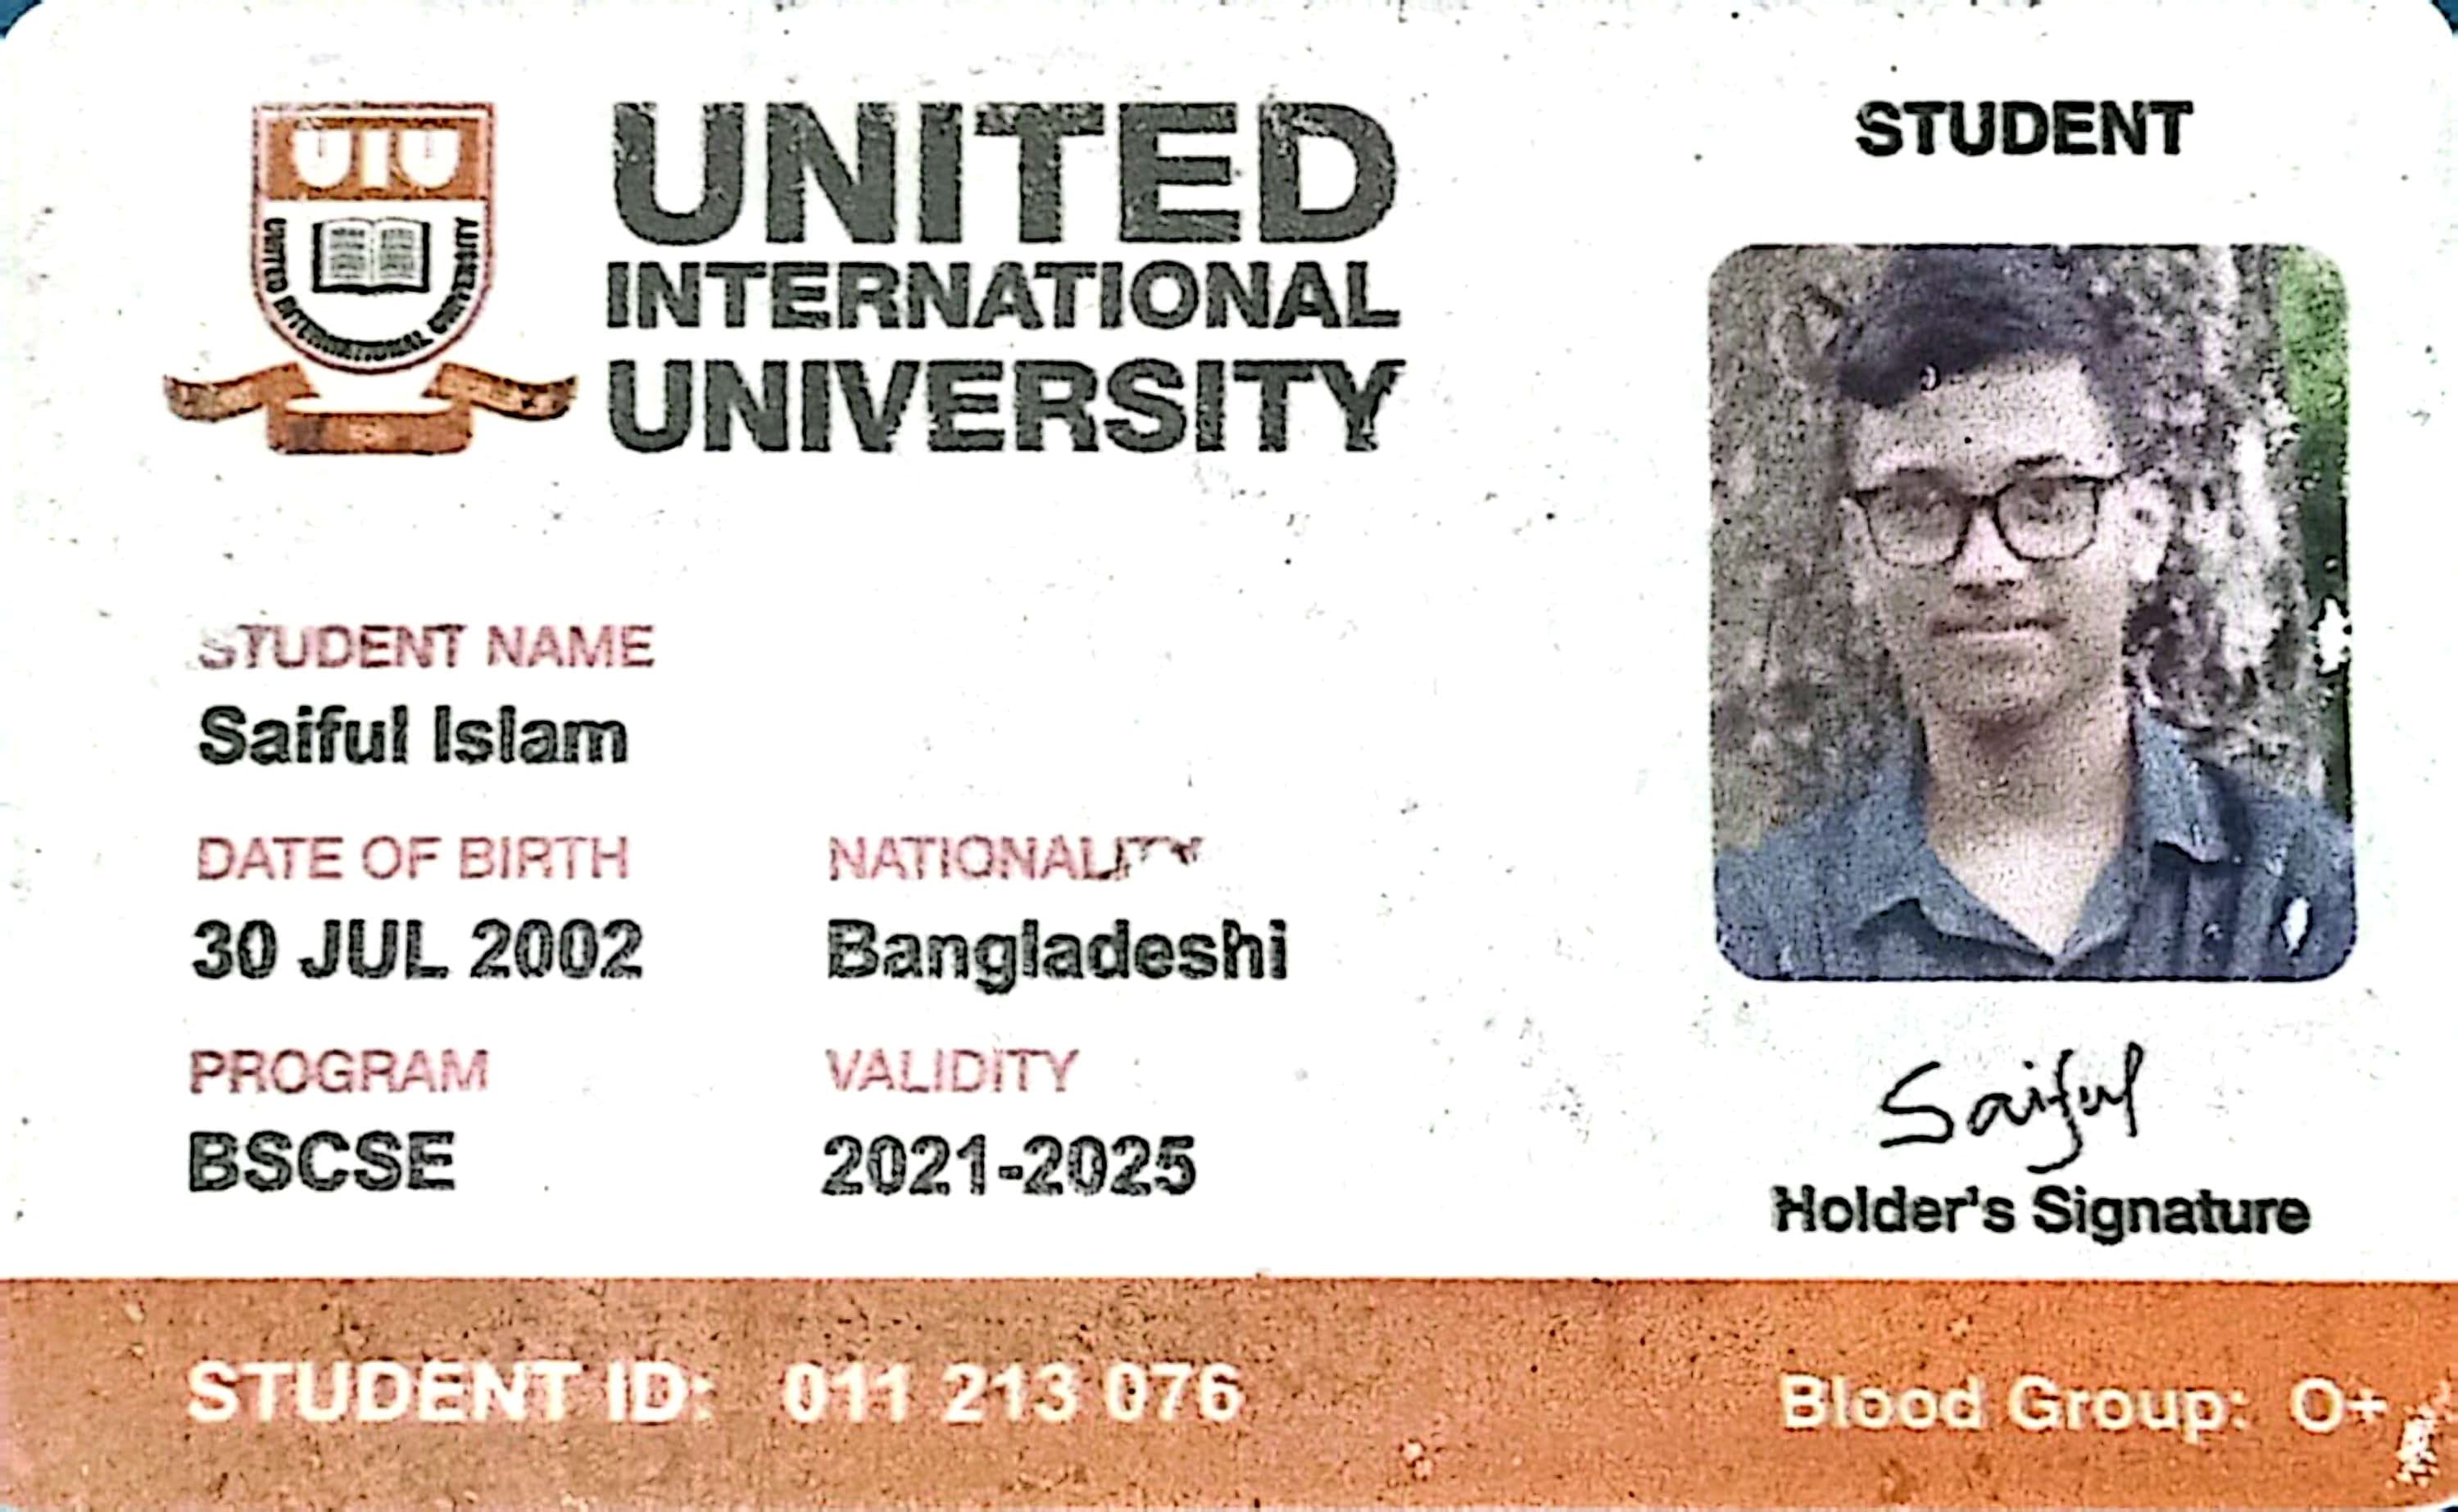 UIU
UNITED INTERNATIONAL UNIVERSITY
UNITED
INTERNATIONAL
UNIVERSITY
STUDENT
STUDENT NAME
Saiful Islam
DATE OF BIRTH
30 JUL 2002
NATIONALITY
Bangladeshi
PROGRAM
BSCSE
VALIDITY
2021-2025
Saiful
Holder's Signature
STUDENT ID: 011 213 076
Blood Group: O+